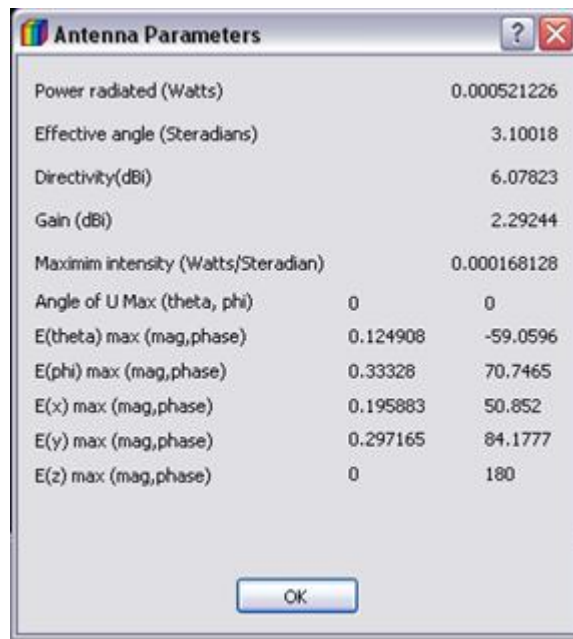 Antenna Parameters
Power radiated (Watts) 0.000521226
Effective angle (Steradians) 3.10018
Directivity(dBi) 6.07823
Gain (dBi) 2.29244
Maximim intensity (Watts/Steradian) 0.000168128
Angle of U Max (theta, phi) 0 0
E(theta) max (mag,phase) 0.124908 -59.0596
E(phi) max (mag,phase) 0.33328 70.7465
E(x) max (mag,phase) 0.195883 50.852
E(y) max (mag,phase) 0.297165 84.1777
E(z) max (mag,phase) 0 180
OK